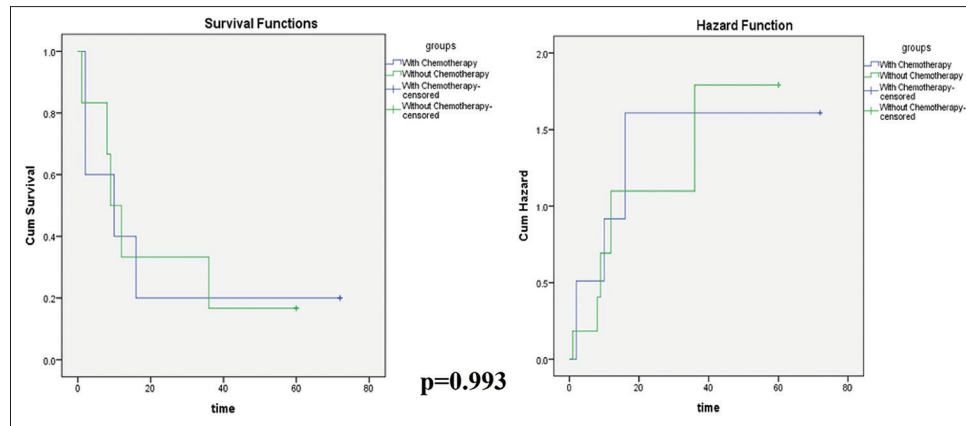 Survival Functions
groups
With Chemotherapy
Without Chemotherapy
With Chemotherapy-
censored
Without Chemotherapy-
censored
1.0
0.8
0.6
0.4
0.2
0.0
Cum Survival
0 20 40 60 80
time
p=0.993
Hazard Function
groups
With Chemotherapy
Without Chemotherapy
With Chemotherapy-
censored
Without Chemotherapy-
censored
2.0
1.5
1.0
0.5
0.0
Cum Hazard
0 20 40 60 80
time